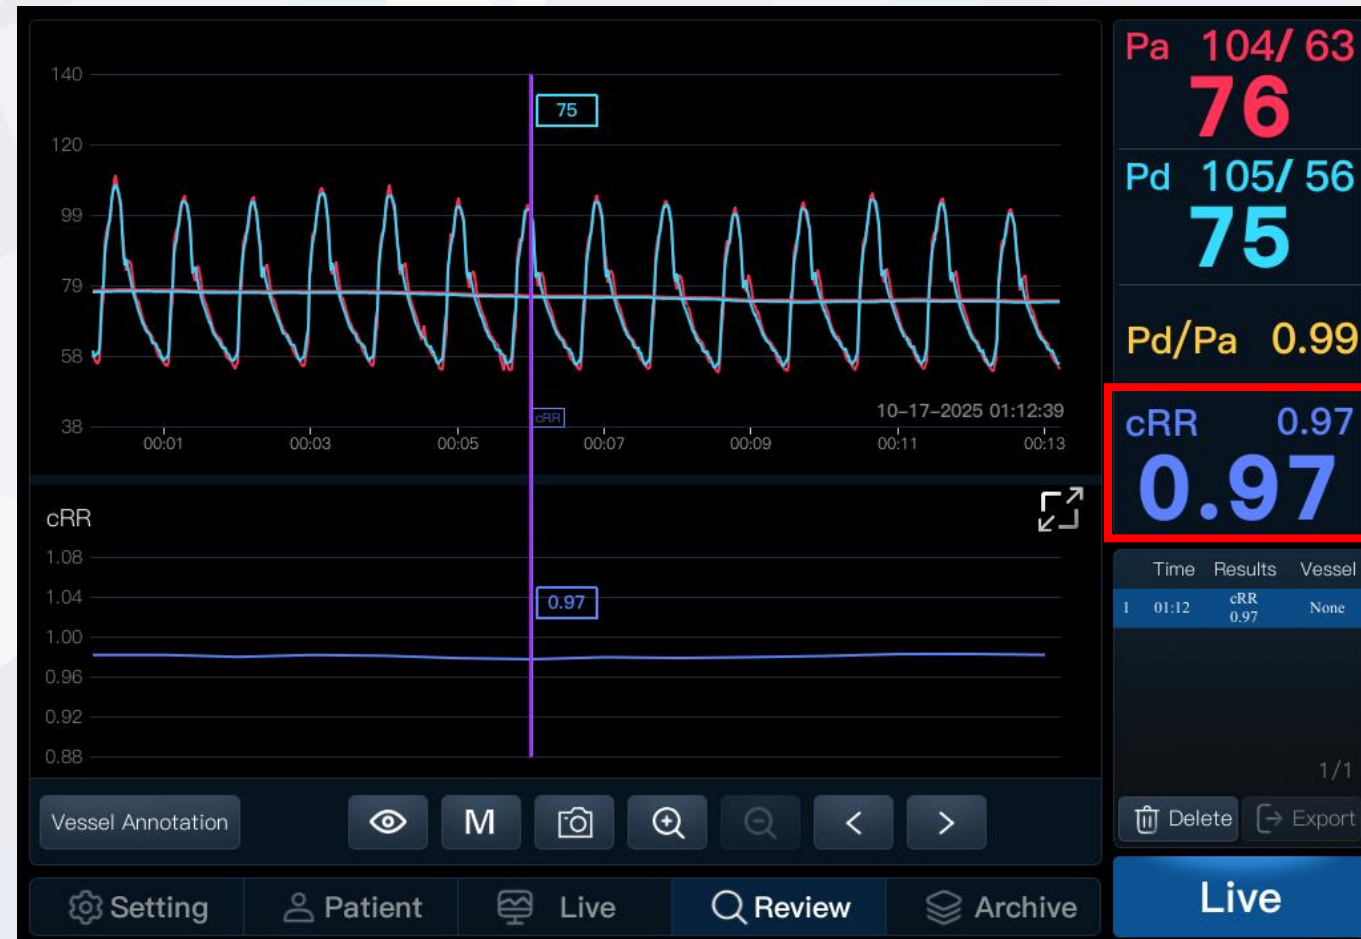 140
120
99
79
58
38
75
cRR
10-17-2025 01:12:39
00:01 00:03 00:05 00:07 00:09 00:11 00:13
cRR
1.08
1.04
1.00
0.96
0.92
0.88
0.97
Vessel Annotation
M
Setting Patient Live Review Archive
Pa 104/ 63
76
Pd 105/ 56
75
Pd/Pa 0.99
cRR 0.97
0.97
Time Results Vessel
1 01:12 cRR None
0.97
1/1
Delete Export
Live